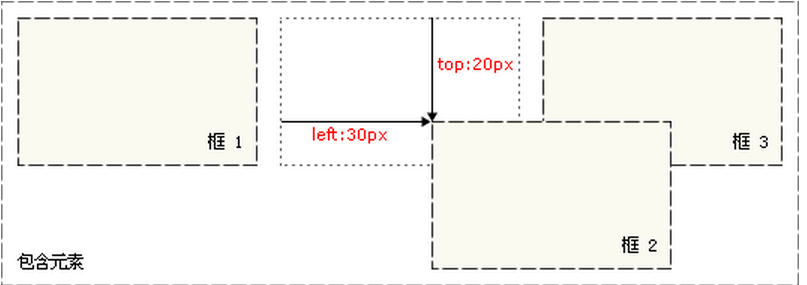 top:20px
left:30px
框 1
框 3
框 2
包含元素